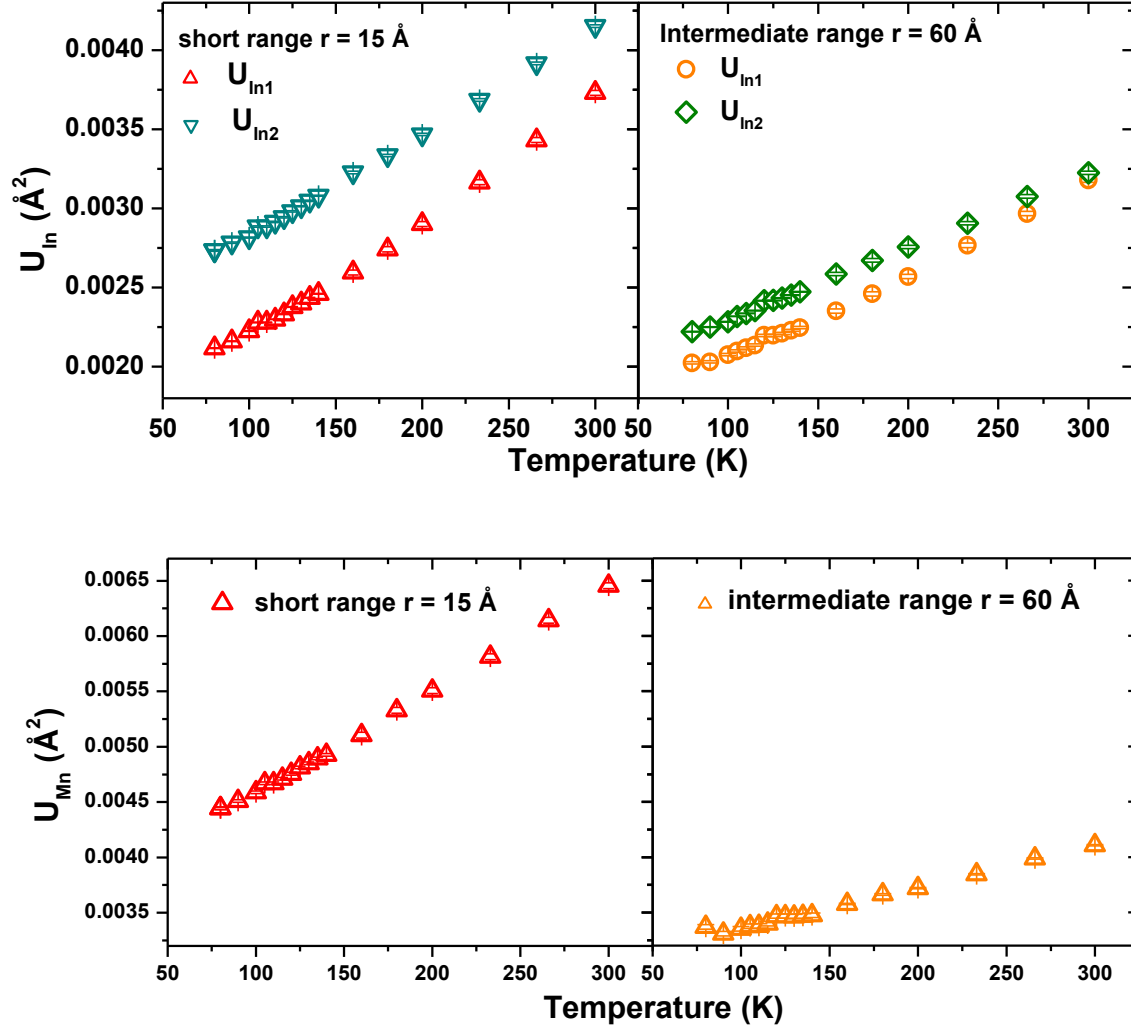 short range r = 15 Å
U_In1
U_In2
Intermediate range r = 60 Å
U_In1
U_In2
U_In (Å²)
0.0040
0.0035
0.0030
0.0025
0.0020
50 100 150 200 250 300 50 100 150 200 250 300
Temperature (K)
short range r = 15 Å
intermediate range r = 60 Å
U_Mn (Å²)
0.0065
0.0060
0.0055
0.0050
0.0045
0.0040
0.0035
50 100 150 200 250 300 50 100 150 200 250 300
Temperature (K)